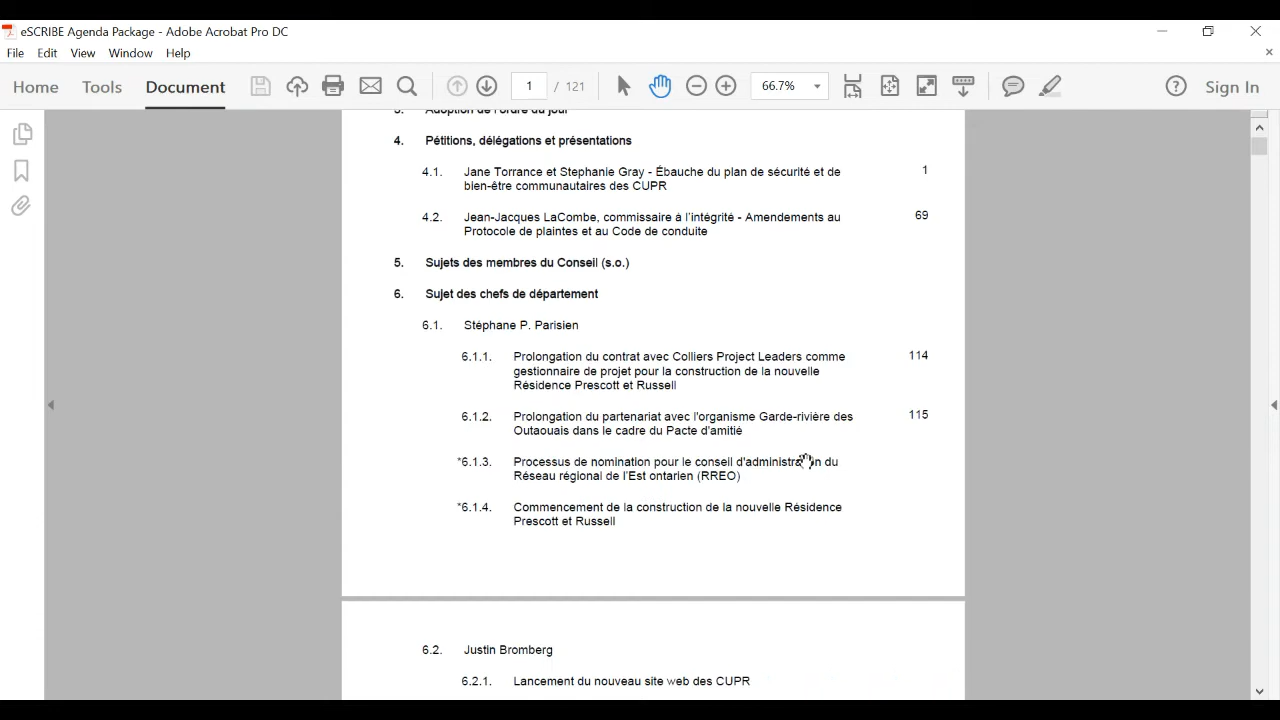 eSCRIBE Agenda Package - Adobe Acrobat Pro DC
File Edit View Window Help
Home Tools Document 1 / 121 66.7% Sign In
3. Adoption de l'ordre du jour
4. Pétitions, délégations et présentations
4.1. Jane Torrance et Stephanie Gray - Ébauche du plan de sécurité et de 1
bien-être communautaires des CUPR
4.2. Jean-Jacques LaCombe, commissaire à l'intégrité - Amendements au 69
Protocole de plaintes et au Code de conduite
5. Sujets des membres du Conseil (s.o.)
6. Sujet des chefs de département
6.1. Stéphane P. Parisien
6.1.1. Prolongation du contrat avec Colliers Project Leaders comme 114
gestionnaire de projet pour la construction de la nouvelle
Résidence Prescott et Russell
6.1.2. Prolongation du partenariat avec l'organisme Garde-rivière des 115
Outaouais dans le cadre du Pacte d'amitié
*6.1.3. Processus de nomination pour le conseil d'administration du
Réseau régional de l'Est ontarien (RREO)
*6.1.4. Commencement de la construction de la nouvelle Résidence
Prescott et Russell
6.2. Justin Bromberg
6.2.1. Lancement du nouveau site web des CUPR